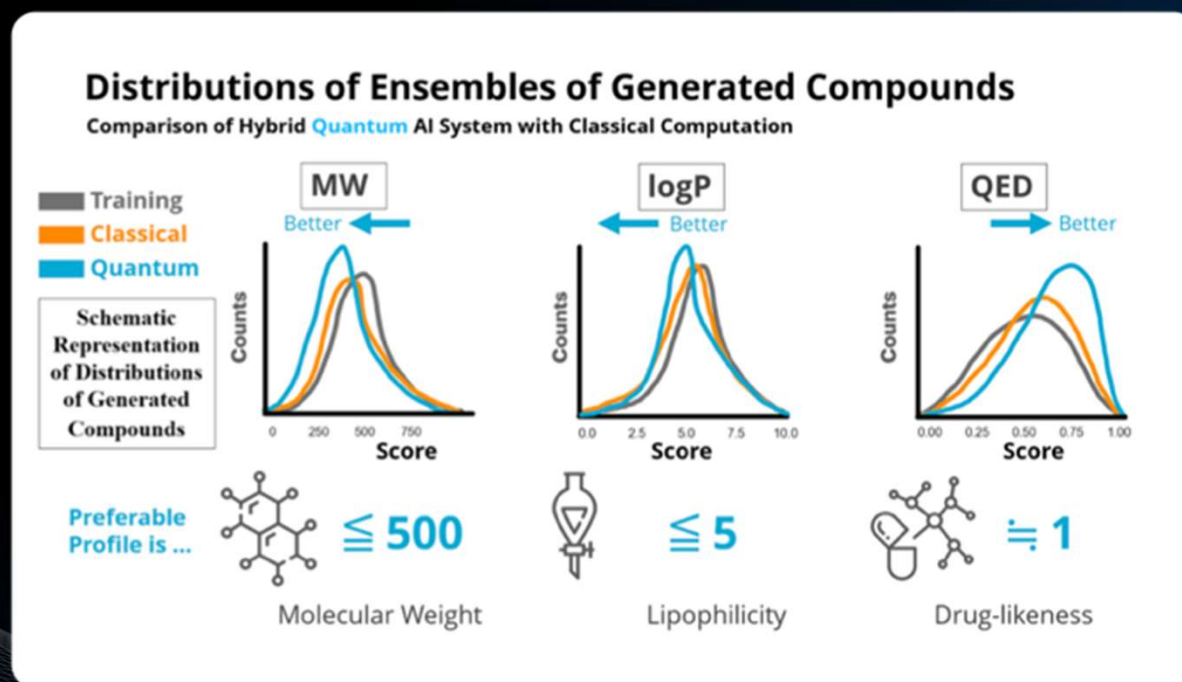 Distributions of Ensembles of Generated Compounds
Comparison of Hybrid Quantum AI System with Classical Computation
Training
Classical
Quantum
Schematic
Representation
of Distributions
of Generated
Compounds
MW
Better
Counts
0 250 500 750
Score
logP
Better
Counts
0.0 2.5 5.0 7.5 10.0
Score
QED
Better
Counts
0.00 0.25 0.50 0.75 1.00
Score
Preferable
Profile is ...
≦ 500
≦ 5
≒ 1
Molecular Weight
Lipophilicity
Drug-likeness